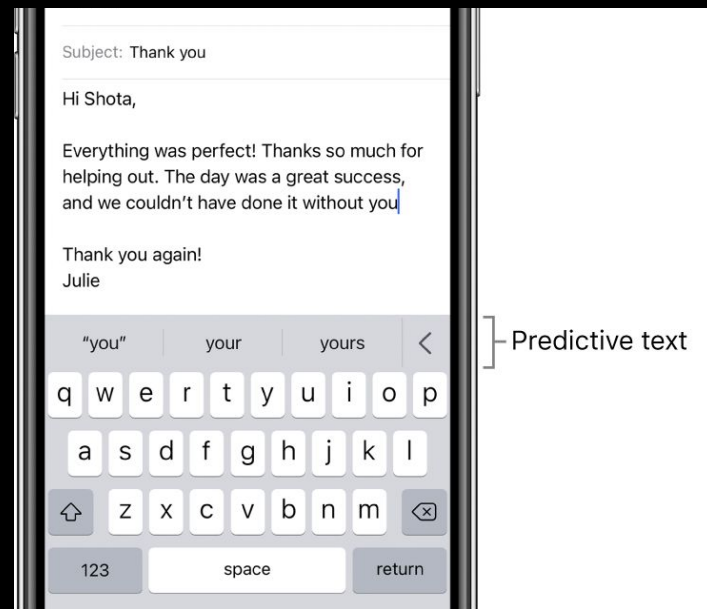 Subject: Thank you
Hi Shota,
Everything was perfect! Thanks so much for
helping out. The day was a great success,
and we couldn’t have done it without you
Thank you again!
Julie
“you” your yours
Predictive text
q w e r t y u i o p
a s d f g h j k l
z x c v b n m
123 space return